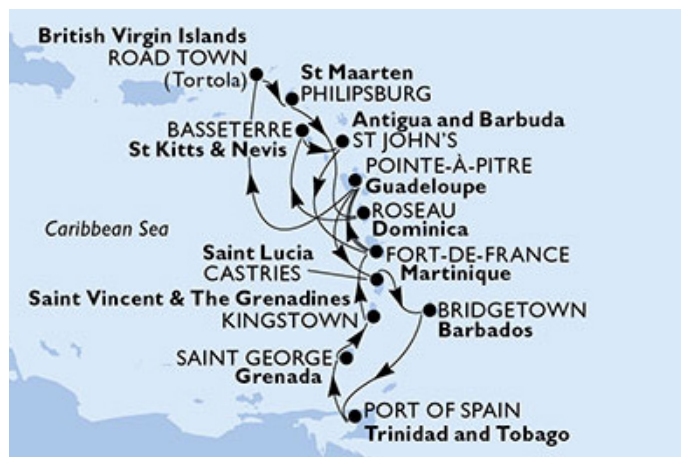 British Virgin Islands
ROAD TOWN
(Tortola)
St Maarten
PHILIPSBURG
Antigua and Barbuda
ST JOHN'S
BASSETERRE
St Kitts & Nevis
POINTE-À-PITRE
Guadeloupe
ROSEAU
Dominica
Caribbean Sea
FORT-DE-FRANCE
Martinique
Saint Lucia
CASTRIES
Saint Vincent & The Grenadines
KINGSTOWN
BRIDGETOWN
Barbados
SAINT GEORGE
Grenada
PORT OF SPAIN
Trinidad and Tobago